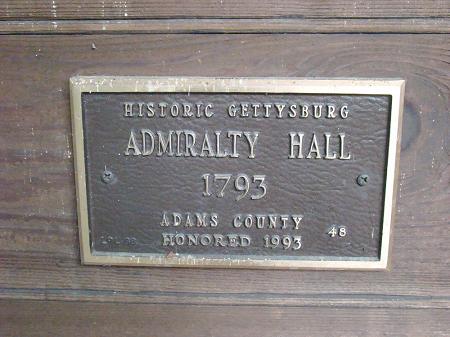 HISTORIC GETTYSBURG
ADMIRALTY HALL
1793
ADAMS COUNTY
48
HONORED 1993